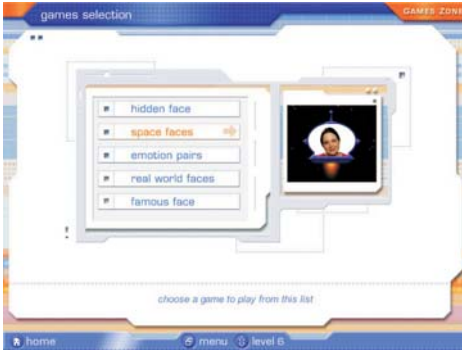 games selection
GAMES ZONE
hidden face
space faces
emotion pairs
real world faces
famous face
choose a game to play from this list
home
menu
level 6